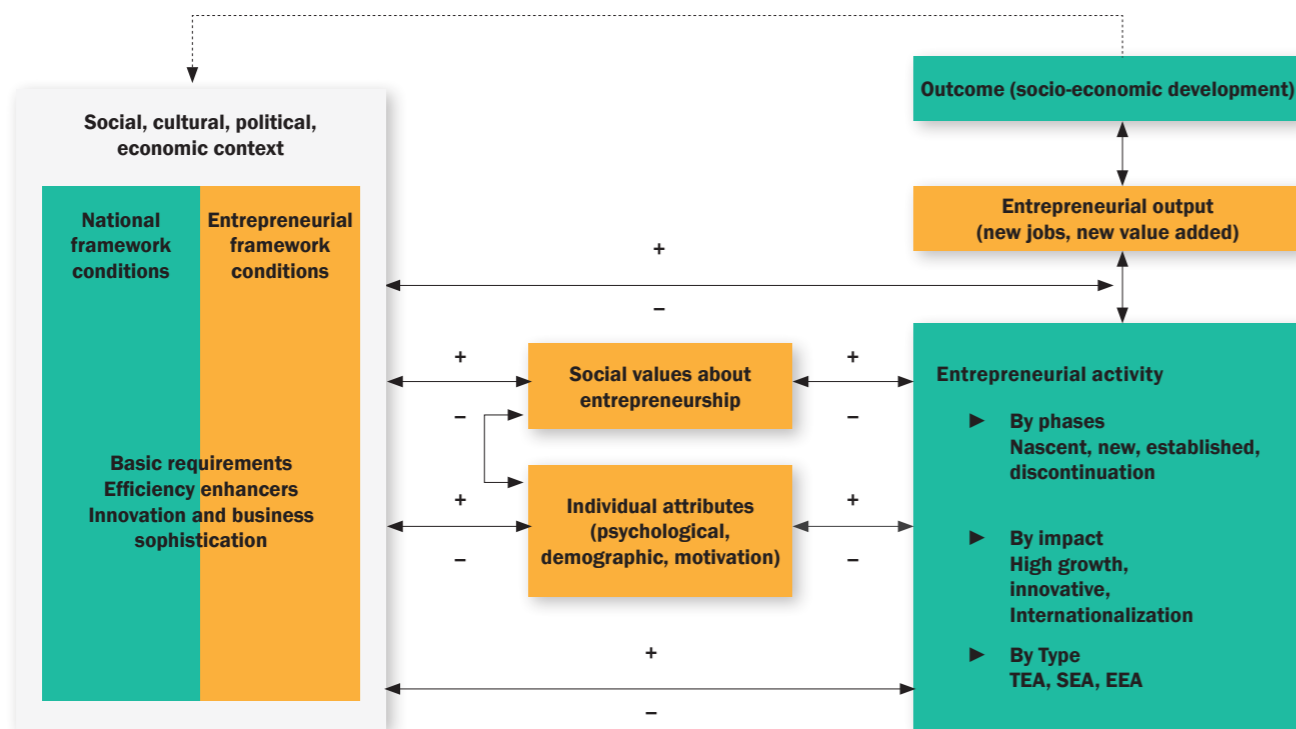 Social, cultural, political,
economic context
National
framework
conditions
Entrepreneurial
framework
conditions
Basic requirements
Efficiency enhancers
Innovation and business
sophistication
+
–
+
–
+
–
+
–
Social values about
entrepreneurship
Individual attributes
(psychological,
demographic, motivation)
+
–
+
–
Outcome (socio-economic development)
Entrepreneurial output
(new jobs, new value added)
Entrepreneurial activity
► By phases
Nascent, new, established,
discontinuation
► By impact
High growth,
innovative,
Internationalization
► By Type
TEA, SEA, EEA